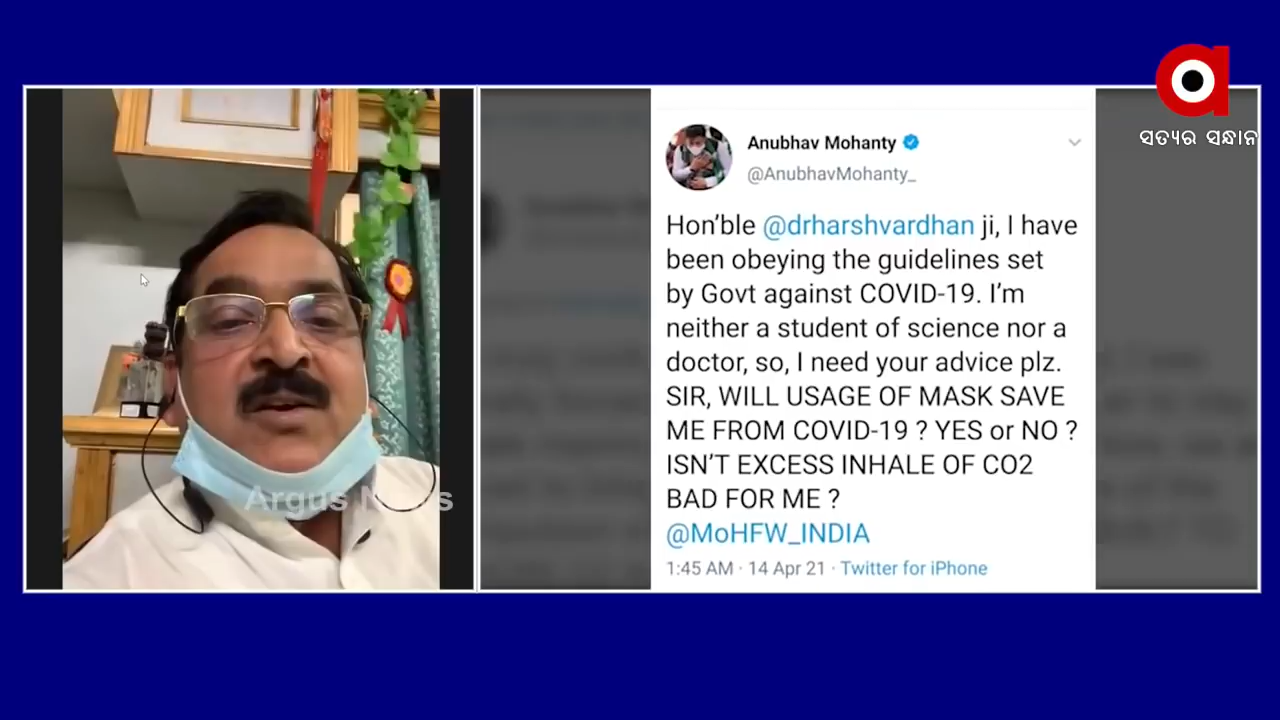 ସତ୍ୟର ସନ୍ଧାନ
Argus News
Anubhav Mohanty
@AnubhavMohanty_
Hon'ble @drharshvardhan ji, I have
been obeying the guidelines set
by Govt against COVID-19. I'm
neither a student of science nor a
doctor, so, I need your advice plz.
SIR, WILL USAGE OF MASK SAVE
ME FROM COVID-19 ? YES or NO ?
ISN'T EXCESS INHALE OF CO2
BAD FOR ME ?
@MoHFW_INDIA
1:45 AM · 14 Apr 21 · Twitter for iPhone